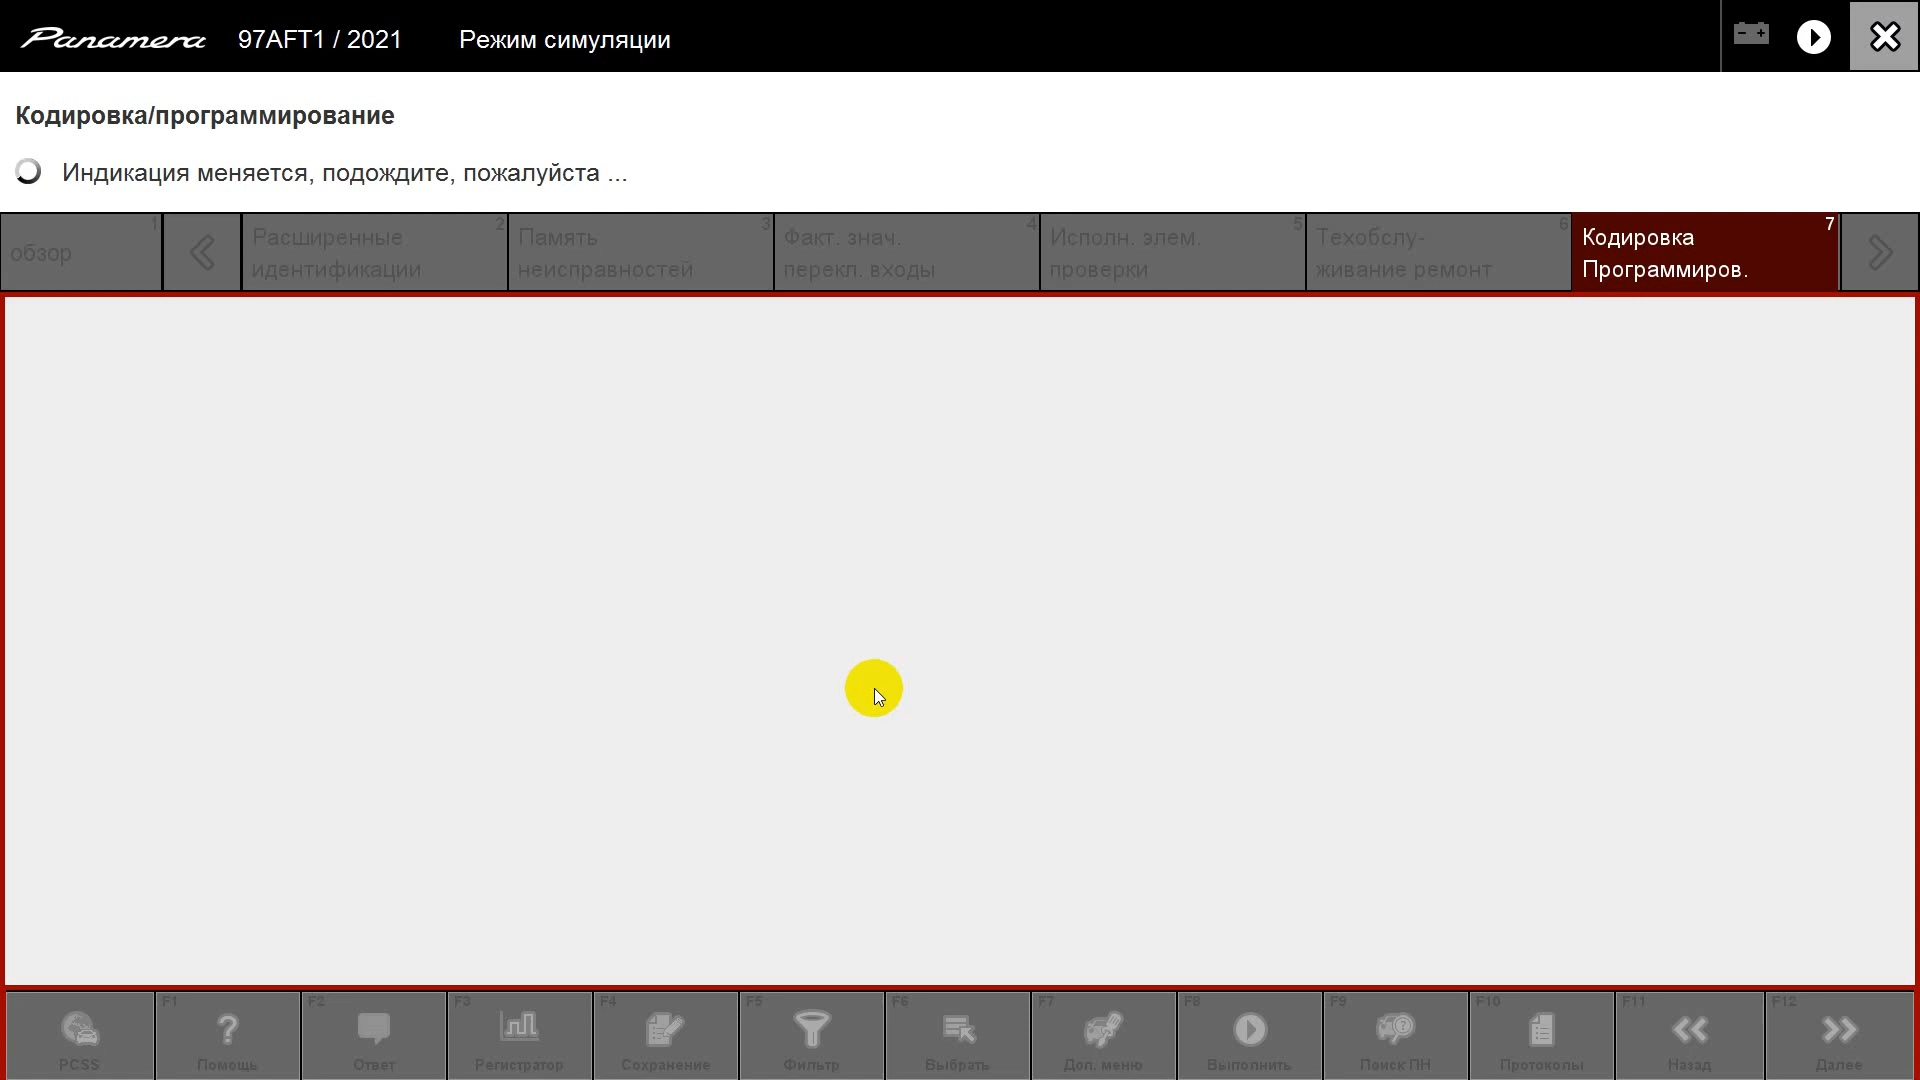 Panamera 97AFT1 / 2021 Режим симуляции
Кодировка/программирование
Индикация меняется, подождите, пожалуйста ...
1
обзор
2
Расширенные
идентификации
3
Память
неисправностей
4
Факт. знач.
перекл. входы
5
Исполн. элем.
проверки
6
Техобслу-
живание ремонт
7
Кодировка
Программиров.
PCSS
F1
Помощь
F2
Ответ
F3
Регистратор
F4
Сохранение
F5
Фильтр
F6
Выбрать
F7
Доп. меню
F8
Выполнить
F9
Поиск ПН
F10
Протоколы
F11
Назад
F12
Далее